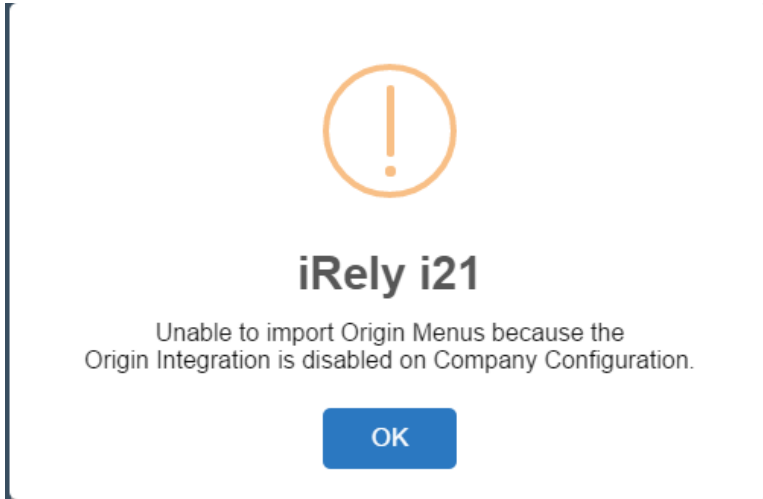 iRely i21
Unable to import Origin Menus because the
Origin Integration is disabled on Company Configuration.
OK